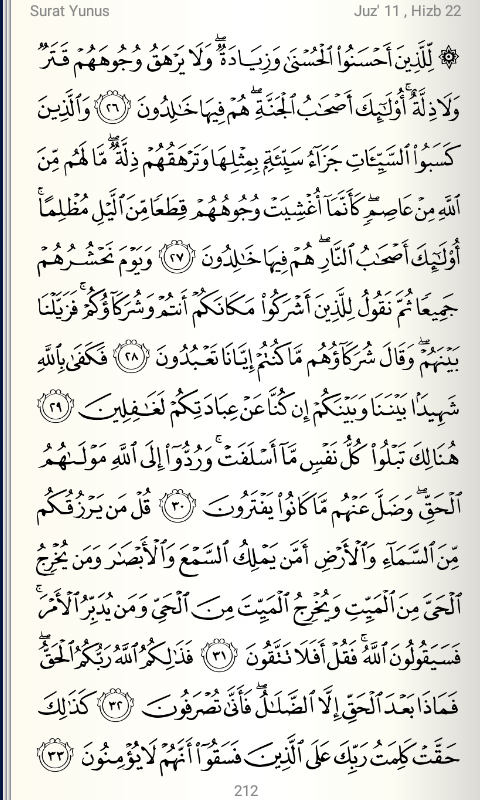 Surat Yunus
Juz' 11 , Hizb 22
۞ لِّلَّذِينَ أَحْسَنُوا۟ ٱلْحُسْنَىٰ وَزِيَادَةٌ ۖ وَلَا يَرْهَقُ وُجُوهَهُمْ قَتَرٌ
وَلَا ذِلَّةٌ ۚ أُو۟لَـٰٓئِكَ أَصْحَـٰبُ ٱلْجَنَّةِ ۖ هُمْ فِيهَا خَـٰلِدُونَ ٢٦ وَٱلَّذِينَ
كَسَبُوا۟ ٱلسَّيِّـَٔاتِ جَزَآءُ سَيِّئَةٍۭ بِمِثْلِهَا وَتَرْهَقُهُمْ ذِلَّةٌ ۖ مَّا لَهُم مِّنَ
ٱللَّهِ مِنْ عَاصِمٍ ۖ كَأَنَّمَآ أُغْشِيَتْ وُجُوهُهُمْ قِطَعًا مِّنَ ٱلَّيْلِ مُظْلِمًا ۚ
أُو۟لَـٰٓئِكَ أَصْحَـٰبُ ٱلنَّارِ ۖ هُمْ فِيهَا خَـٰلِدُونَ ٢٧ وَيَوْمَ نَحْشُرُهُمْ
جَمِيعًا ثُمَّ نَقُولُ لِلَّذِينَ أَشْرَكُوا۟ مَكَانَكُمْ أَنتُمْ وَشُرَكَآؤُكُمْ ۚ فَزَيَّلْنَا
بَيْنَهُمْ ۖ وَقَالَ شُرَكَآؤُهُم مَّا كُنتُمْ إِيَّانَا تَعْبُدُونَ ٢٨ فَكَفَىٰ بِٱللَّهِ
شَهِيدًۢا بَيْنَنَا وَبَيْنَكُمْ إِن كُنَّا عَنْ عِبَادَتِكُمْ لَغَـٰفِلِينَ ٢٩
هُنَالِكَ تَبْلُوا۟ كُلُّ نَفْسٍ مَّآ أَسْلَفَتْ ۚ وَرُدُّوٓا۟ إِلَى ٱللَّهِ مَوْلَىٰهُمُ
ٱلْحَقِّ ۖ وَضَلَّ عَنْهُم مَّا كَانُوا۟ يَفْتَرُونَ ٣٠ قُلْ مَن يَرْزُقُكُم
مِّنَ ٱلسَّمَآءِ وَٱلْأَرْضِ أَمَّن يَمْلِكُ ٱلسَّمْعَ وَٱلْأَبْصَـٰرَ وَمَن يُخْرِجُ
ٱلْحَىَّ مِنَ ٱلْمَيِّتِ وَيُخْرِجُ ٱلْمَيِّتَ مِنَ ٱلْحَىِّ وَمَن يُدَبِّرُ ٱلْأَمْرَ ۚ
فَسَيَقُولُونَ ٱللَّهُ ۚ فَقُلْ أَفَلَا تَتَّقُونَ ٣١ فَذَٰلِكُمُ ٱللَّهُ رَبُّكُمُ ٱلْحَقُّ ۖ
فَمَاذَا بَعْدَ ٱلْحَقِّ إِلَّا ٱلضَّلَـٰلُ ۖ فَأَنَّىٰ تُصْرَفُونَ ٣٢ كَذَٰلِكَ
حَقَّتْ كَلِمَتُ رَبِّكَ عَلَى ٱلَّذِينَ فَسَقُوٓا۟ أَنَّهُمْ لَا يُؤْمِنُونَ ٣٣
212